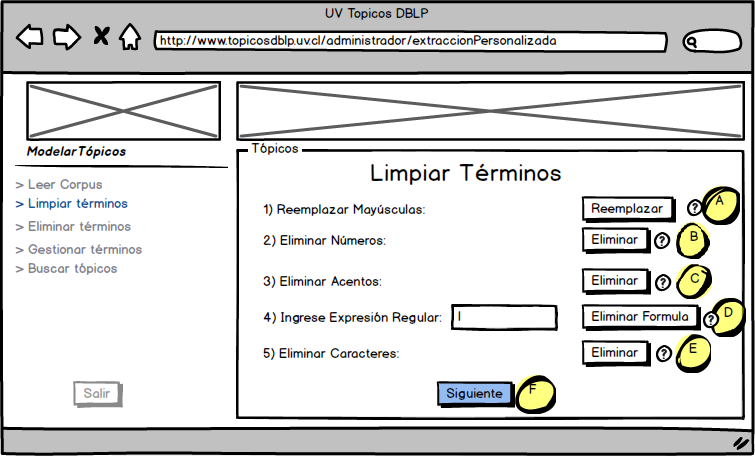 UV Topicos DBLP
http://www.topicosdblp.uv.cl/administrador/extraccionPersonalizada
ModelarTópicos
> Leer Corpus
> Limpiar términos
> Eliminar términos
> Gestionar términos
> Buscar tópicos
Salir
Tópicos
Limpiar Términos
1) Reemplazar Mayúsculas: Reemplazar ? A
2) Eliminar Números: Eliminar ? B
3) Eliminar Acentos: Eliminar ? C
4) Ingrese Expresión Regular: | Eliminar Formula ? D
5) Eliminar Caracteres: Eliminar ? E
Siguiente F